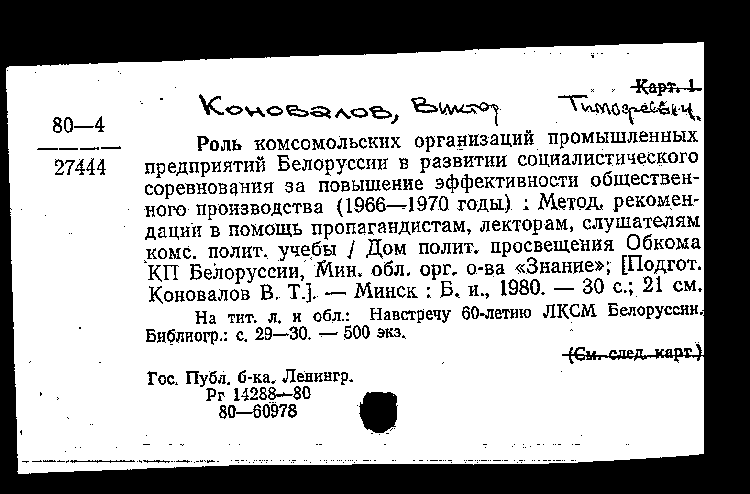 Карт. 1
Коновалов, Виктор Тимофеевич.
80—4
27444
Роль комсомольских организаций промышленных
предприятий Белоруссии в развитии социалистического
соревнования за повышение эффективности обществен-
ного производства (1966—1970 годы) : Метод. рекомен-
дации в помощь пропагандистам, лекторам, слушателям
комс. полит. учебы / Дом полит. просвещения Обкома
КП Белоруссии, Мин. обл. орг. о-ва «Знание»; [Подгот.
Коновалов В. Т.]. — Минск : Б. и., 1980. — 30 с.; 21 см.
На тит. л. и обл.: Навстречу 60-летию ЛКСМ Белоруссии.
Библиогр.: с. 29—30. — 500 экз.
(См. след. карт.)
Гос. Публ. б-ка. Ленингр.
Рг 14288—80
80—60978